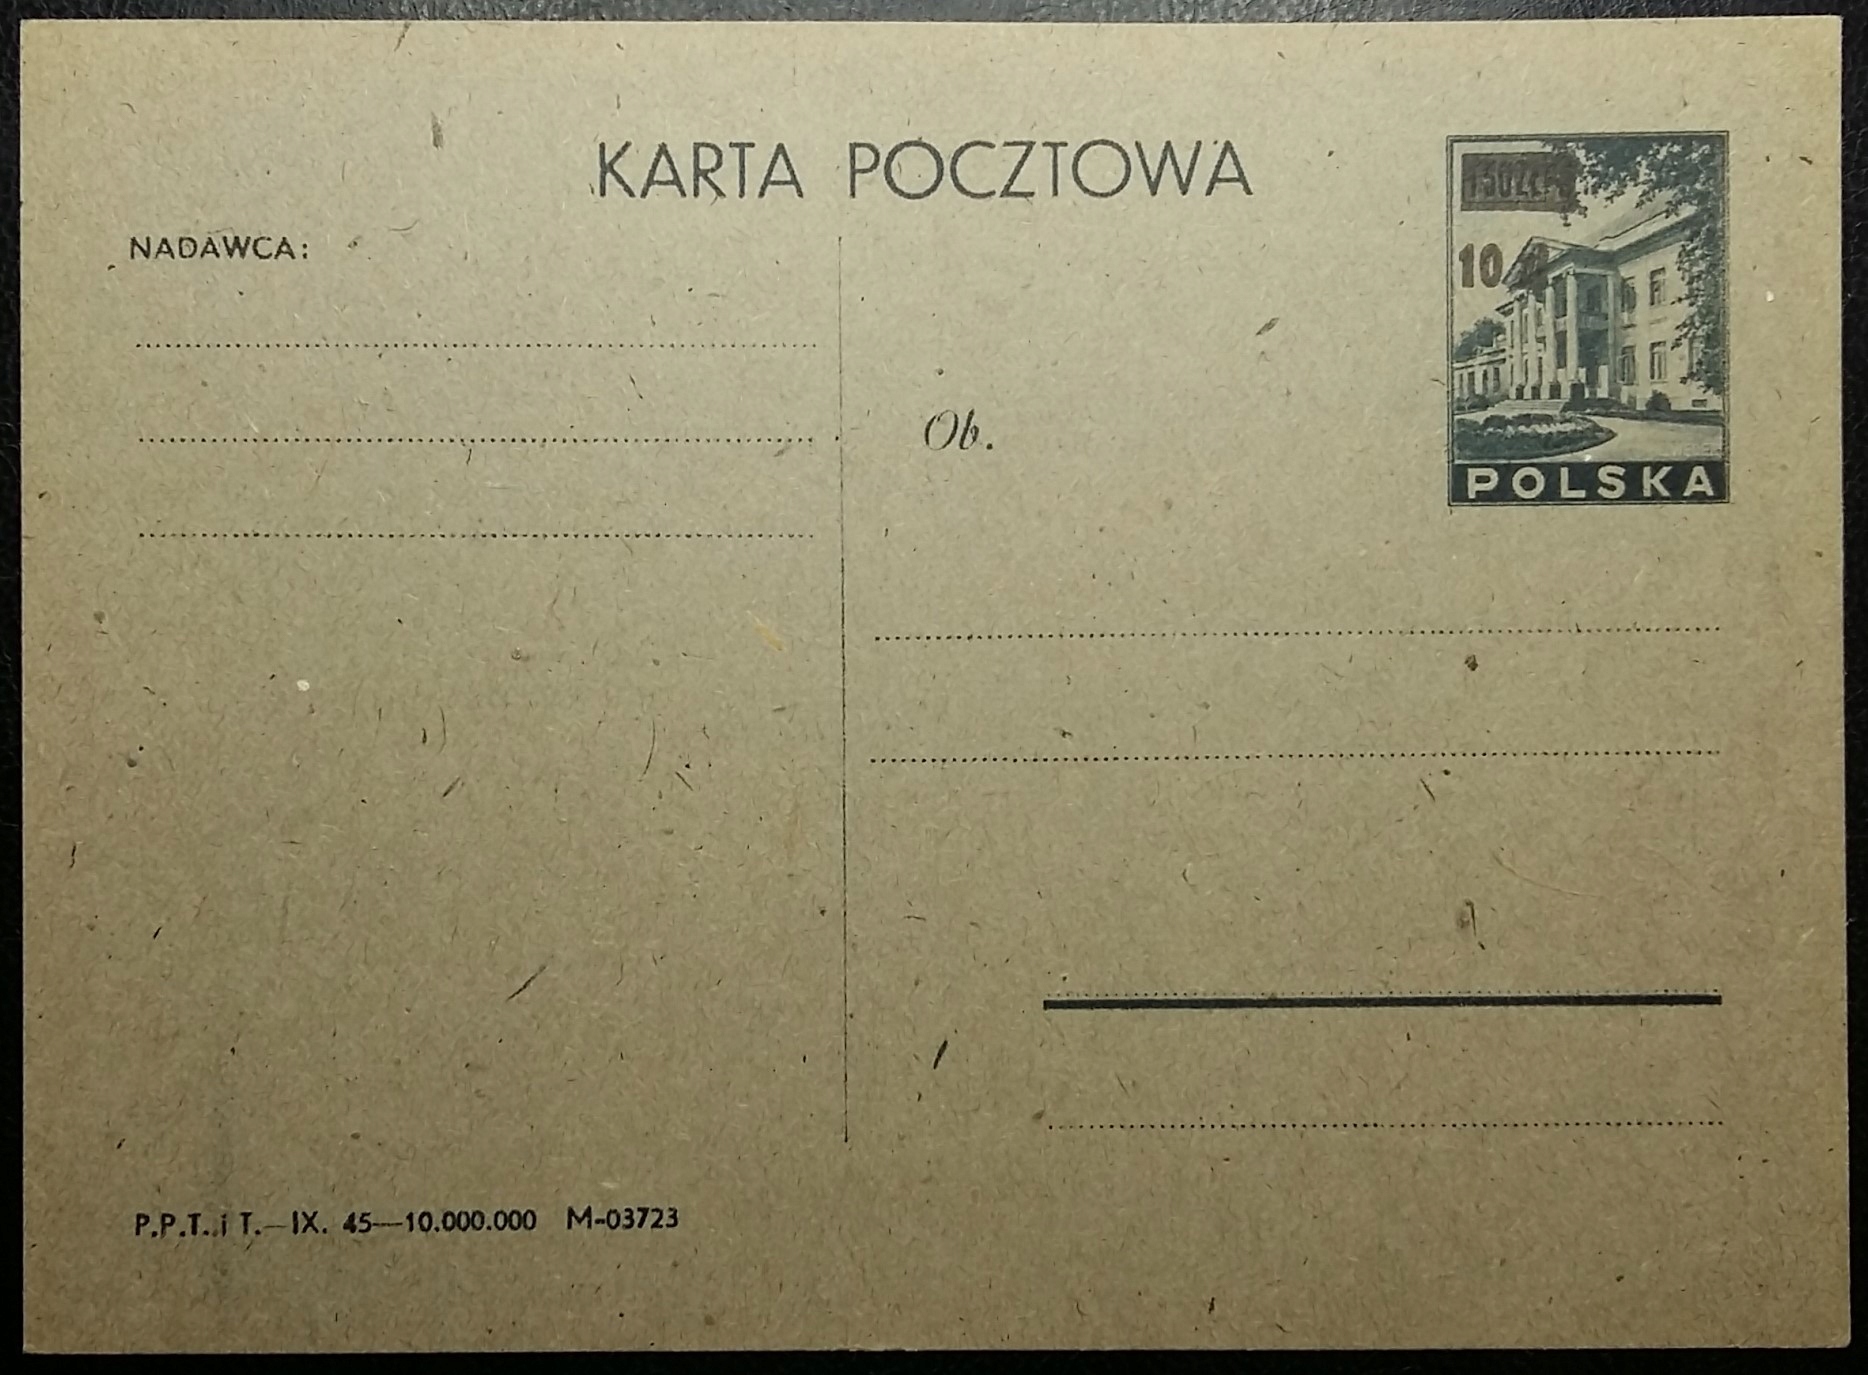 KARTA POCZTOWA
NADAWCA:
10
Ob.
POLSKA
P.P.T. i T.—IX. 45—10.000.000 M-03723